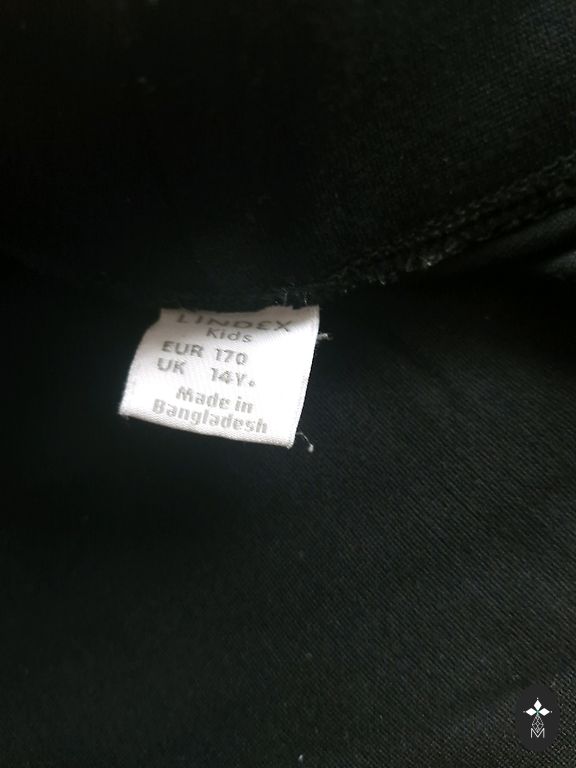 LINDEX
Kids
EUR 170
UK 14Y.
Made in
Bangladesh
M